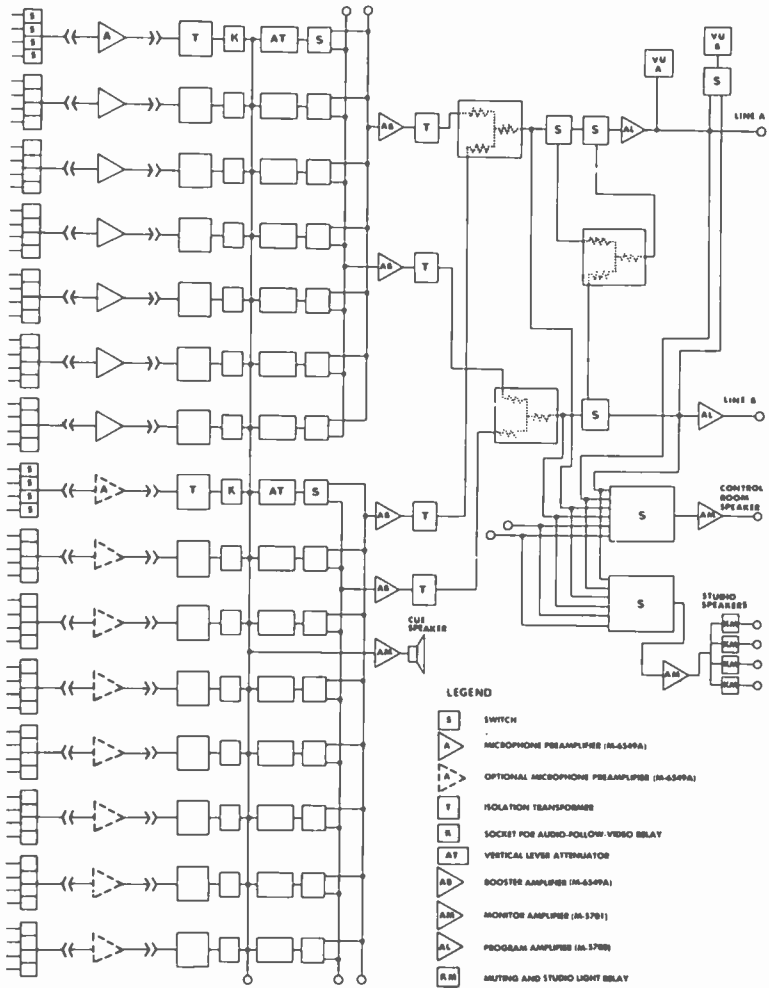 S
S
S
S
A
T
K
AT
S
AB
T
S
S
AL
VU
A
VU
B
S
LINE A
AB
T
S
AL
LINE B
S
S
S
S
A
T
K
AT
S
AB
T
AB
T
S
AM
CONTROL
ROOM
SPEAKER
S
STUDIO
SPEAKERS
AM
RM
RM
RM
RM
CUE
SPEAKER
AM
LEGEND
S SWITCH
A MICROPHONE PREAMPLIFIER (M-6549A)
A OPTIONAL MICROPHONE PREAMPLIFIER (M-6549A)
T ISOLATION TRANSFORMER
K SOCKET FOR AUDIO-FOLLOW-VIDEO RELAY
AT VERTICAL LEVER ATTENUATOR
AB BOOSTER AMPLIFIER (M-6549A)
AM MONITOR AMPLIFIER
AL PROGRAM AMPLIFIER
RM MUTING AND STUDIO LIGHT RELAY